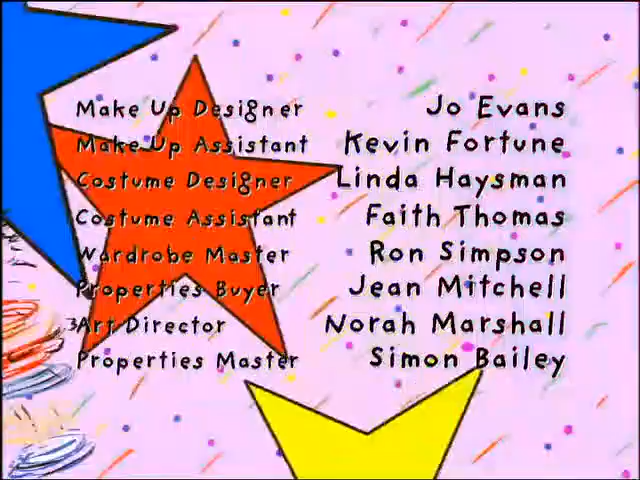 Make Up Designer Jo Evans
Make Up Assistant Kevin Fortune
Costume Designer Linda Haysman
Costume Assistant Faith Thomas
Wardrobe Master Ron Simpson
Properties Buyer Jean Mitchell
Art Director Norah Marshall
Properties Master Simon Bailey